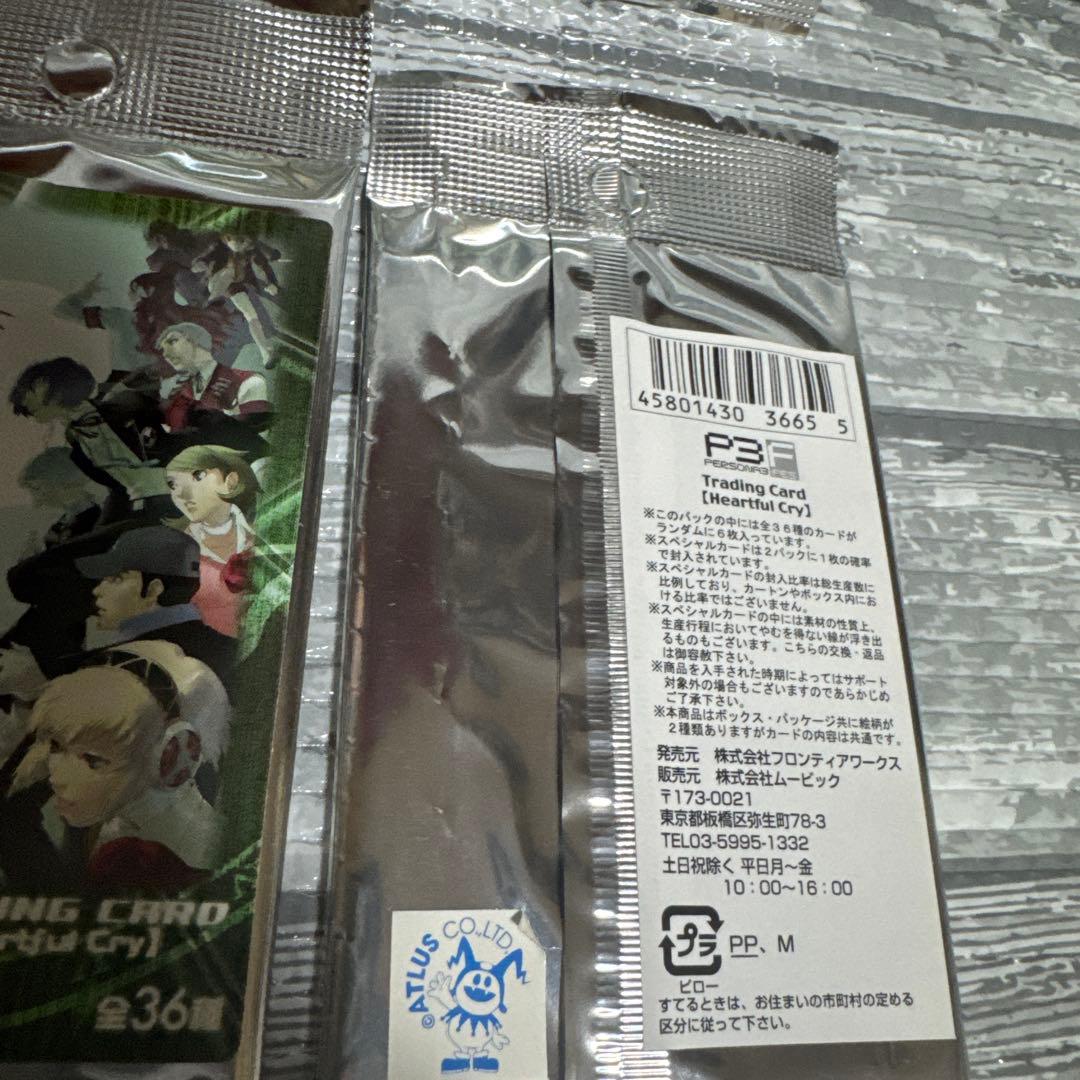 UNG CARD
artful Cry】
全36種
©ATLUS CO.,LTD
45801430 3665 5
P3F
PERSONA3 FES
Trading Card
【Heartful Cry】
※このパックの中には全36種のカードが
ランダムに6枚入っています。
※スペシャルカードは2パックに1枚の確率
で封入されています。
※スペシャルカードの封入比率は総生産数に
比例しており、カートンやボックス内にお
ける比率ではございません。
※スペシャルカードの中には素材の性質上、
生産行程においてやむを得ない線が浮き出
るものもございます。こちらの交換・返品
は御容赦下さい。
※商品を入手された時期によってはサポート
対象外の場合もございますのであらかじめ
ご了承下さい。
※本商品はボックス・パッケージ共に絵柄が
2種類ありますがカードの内容は共通です。
発売元 株式会社フロンティアワークス
販売元 株式会社ムービック
〒173-0021
東京都板橋区弥生町78-3
TEL03-5995-1332
土日祝除く 平日月～金
10：00～16：00
プラ PP、M
ピロー
すてるときは、お住まいの市町村の定める
区分に従って下さい。